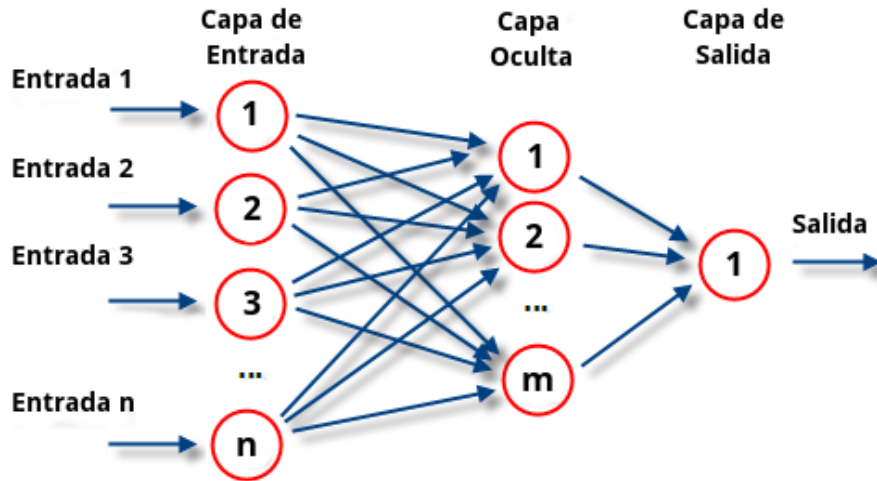 Capa de
Entrada
Capa
Oculta
Capa de
Salida
Entrada 1
1
Entrada 2
2
Entrada 3
3
...
Entrada n
n
1
2
...
m
1
Salida